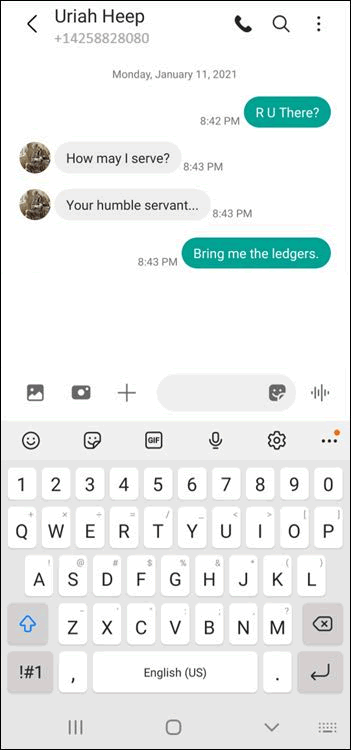 Uriah Heep
+14258828080
Monday, January 11, 2021
8:42 PM R U There?
How may I serve? 8:43 PM
Your humble servant... 8:43 PM
8:43 PM Bring me the ledgers.
GIF
1 2 3 4 5 6 7 8 9 0
+ × ÷ = / _ < > [ ]
Q W E R T Y U I O P
! @ # $ % & * ( )
A S D F G H J K L
- ' " : ; , ?
Z X C V B N M
!#1 , English (US) .